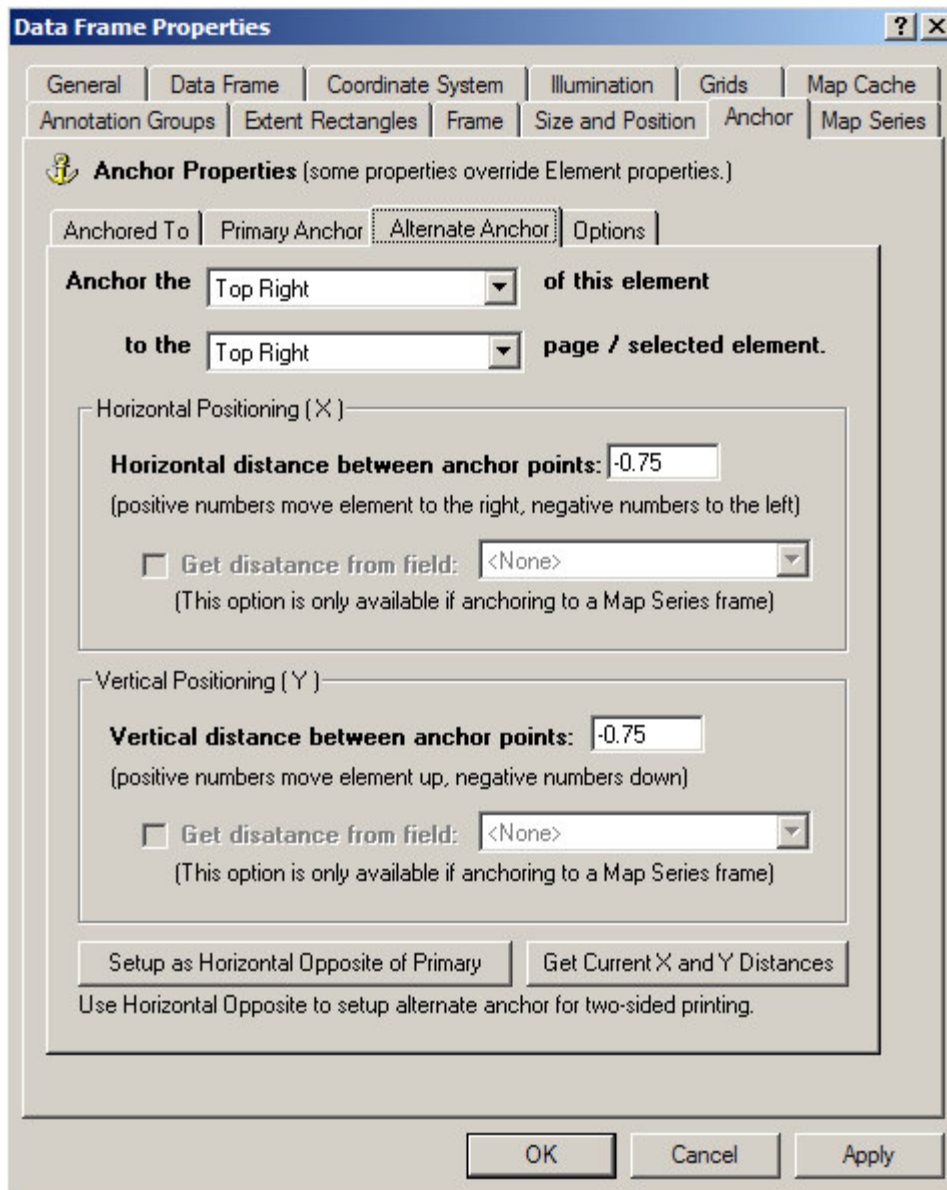 Data Frame Properties
General Data Frame Coordinate System Illumination Grids Map Cache
Annotation Groups Extent Rectangles Frame Size and Position Anchor Map Series
Anchor Properties (some properties override Element properties.)
Anchored To Primary Anchor Alternate Anchor Options
Anchor the Top Right of this element
to the Top Right page / selected element.
Horizontal Positioning ( X )
Horizontal distance between anchor points: -0.75
(positive numbers move element to the right, negative numbers to the left)
Get disatance from field: <None>
(This option is only available if anchoring to a Map Series frame)
Vertical Positioning ( Y )
Vertical distance between anchor points: -0.75
(positive numbers move element up, negative numbers down)
Get disatance from field: <None>
(This option is only available if anchoring to a Map Series frame)
Setup as Horizontal Opposite of Primary Get Current X and Y Distances
Use Horizontal Opposite to setup alternate anchor for two-sided printing.
OK Cancel Apply